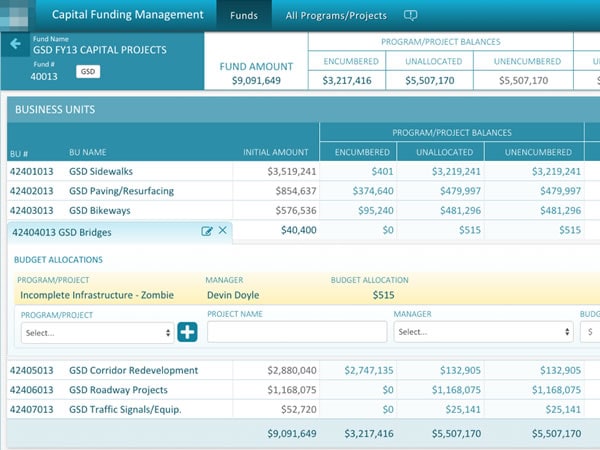 Capital Funding Management Funds All Programs/Projects
Fund Name
GSD FY13 CAPITAL PROJECTS
Fund #
40013 GSD
FUND AMOUNT
$9,091,649
PROGRAM/PROJECT BALANCES
ENCUMBERED UNALLOCATED UNENCUMBERED
$3,217,416 $5,507,170 $5,507,170
BUSINESS UNITS
PROGRAM/PROJECT BALANCES
BU # BU NAME INITIAL AMOUNT ENCUMBERED UNALLOCATED UNENCUMBERED
42401013 GSD Sidewalks $3,519,241 $401 $3,219,241 $3,219,241
42402013 GSD Paving/Resurfacing $854,637 $374,640 $479,997 $479,997
42403013 GSD Bikeways $576,536 $95,240 $481,296 $481,296
42404013 GSD Bridges $40,400 $0 $515 $515
BUDGET ALLOCATIONS
PROGRAM/PROJECT MANAGER BUDGET ALLOCATION
Incomplete Infrastructure - Zombie Devin Doyle $515
PROGRAM/PROJECT PROJECT NAME MANAGER BUDG
Select... Select... $
42405013 GSD Corridor Redevelopment $2,880,040 $2,747,135 $132,905 $132,905
42406013 GSD Roadway Projects $1,168,075 $0 $1,168,075 $1,168,075
42407013 GSD Traffic Signals/Equip. $52,720 $0 $25,141 $25,141
$9,091,649 $3,217,416 $5,507,170 $5,507,170